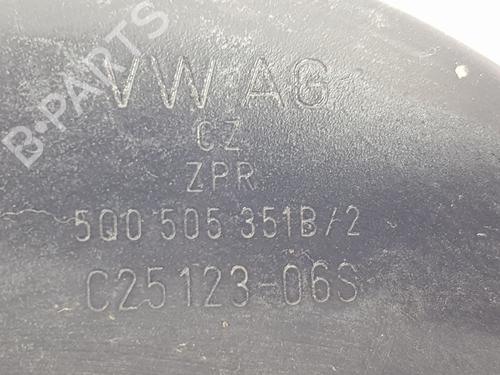 B-PARTS
VW AG
CZ
ZPR
5Q0 505 351B/2
C25123-06S